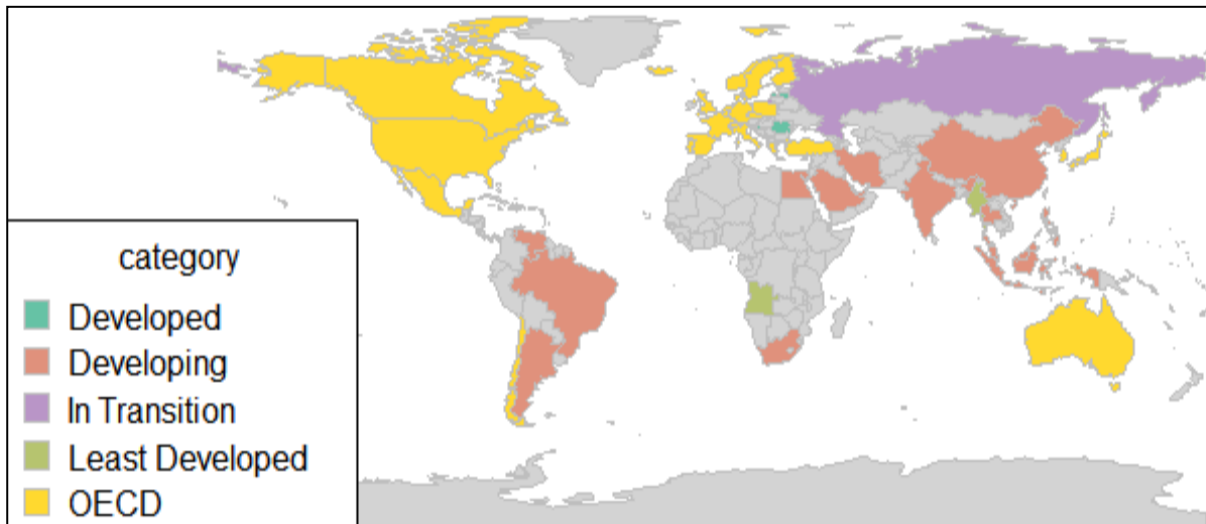 category
Developed
Developing
In Transition
Least Developed
OECD